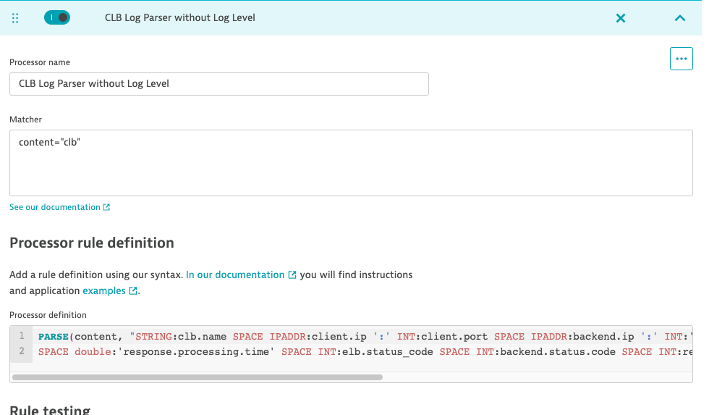 CLB Log Parser without Log Level
Processor name
CLB Log Parser without Log Level
Matcher
content="clb"
See our documentation
Processor rule definition
Add a rule definition using our syntax. In our documentation you will find instructions
and application examples.
Processor definition
1 PARSE(content, "STRING:clb.name SPACE IPADDR:client.ip ':' INT:client.port SPACE IPADDR:backend.ip ':' INT:'
2 SPACE double:'response.processing.time' SPACE INT:elb.status_code SPACE INT:backend.status.code SPACE INT:re
Rule testing